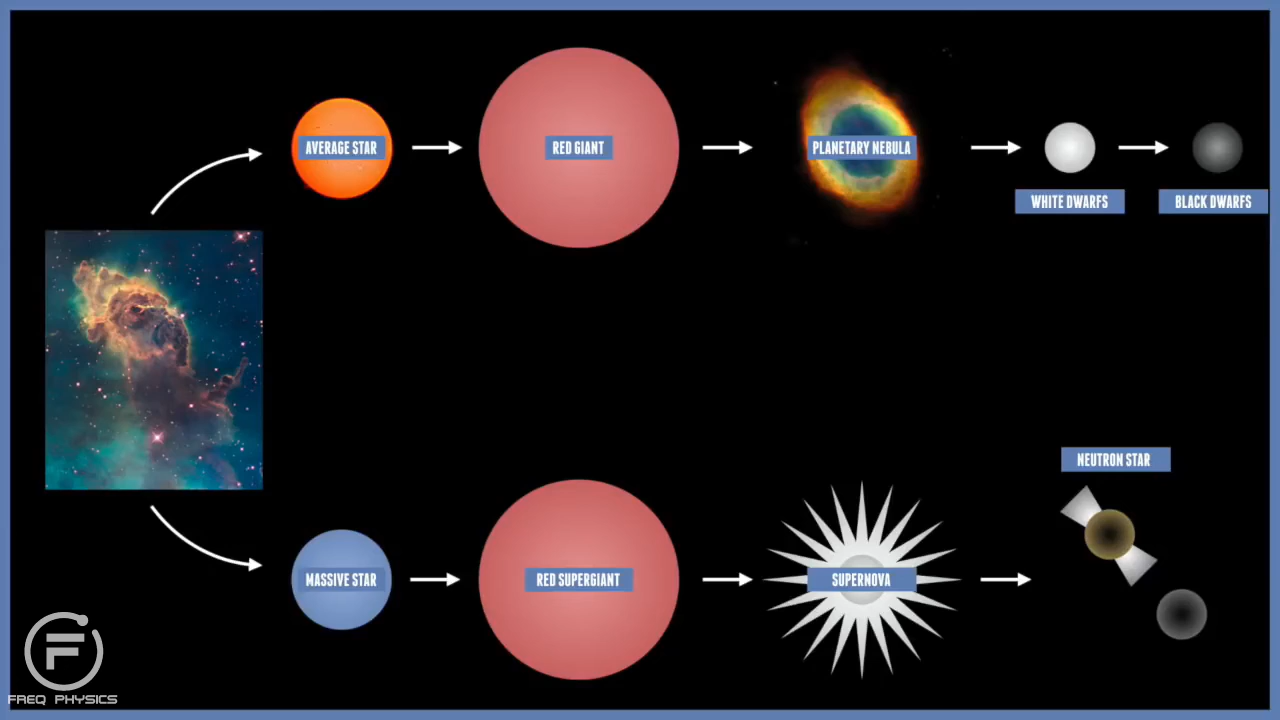 AVERAGE STAR
RED GIANT
PLANETARY NEBULA
WHITE DWARFS
BLACK DWARFS
NEUTRON STAR
MASSIVE STAR
RED SUPERGIANT
SUPERNOVA
FREQ PHYSICS